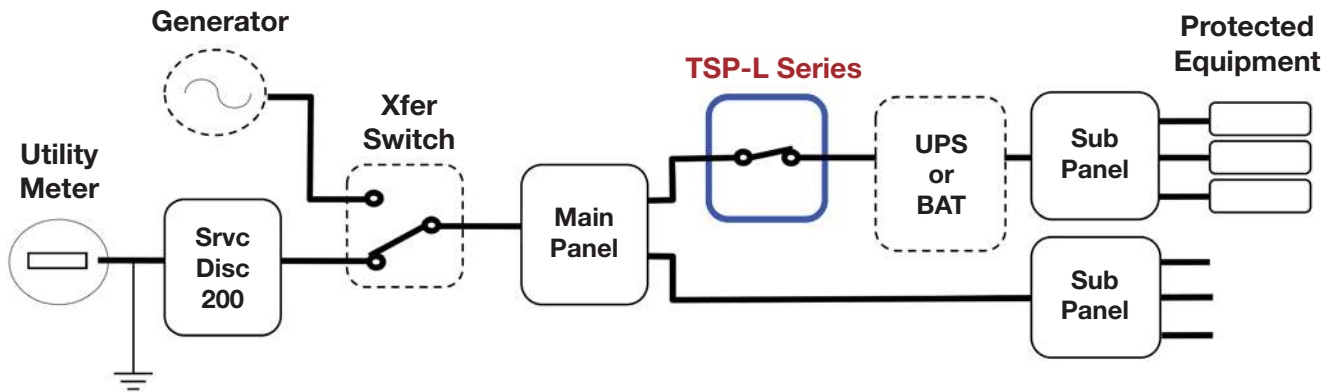 Generator
Utility
Meter
Srvc
Disc
200
Xfer
Switch
Main
Panel
TSP-L Series
UPS
or
BAT
Sub
Panel
Protected
Equipment
Sub
Panel